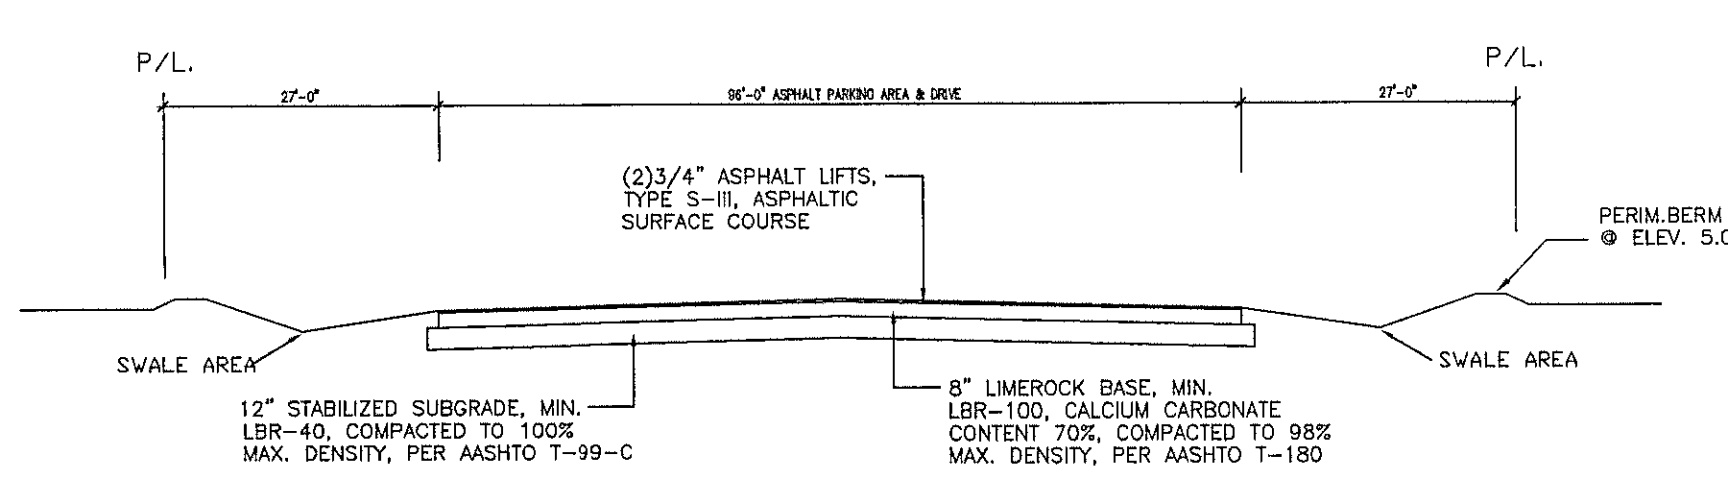 P/L.
P/L.
27'-0"
96'-0" ASPHALT PARKING AREA & DRIVE
27'-0"
(2)3/4" ASPHALT LIFTS,
TYPE S-III, ASPHALTIC
SURFACE COURSE
PERIM.BERM
@ ELEV. 5.0
SWALE AREA
SWALE AREA
12" STABILIZED SUBGRADE, MIN.
LBR-40, COMPACTED TO 100%
MAX. DENSITY, PER AASHTO T-99-C
8" LIMEROCK BASE, MIN.
LBR-100, CALCIUM CARBONATE
CONTENT 70%, COMPACTED TO 98%
MAX. DENSITY, PER AASHTO T-180